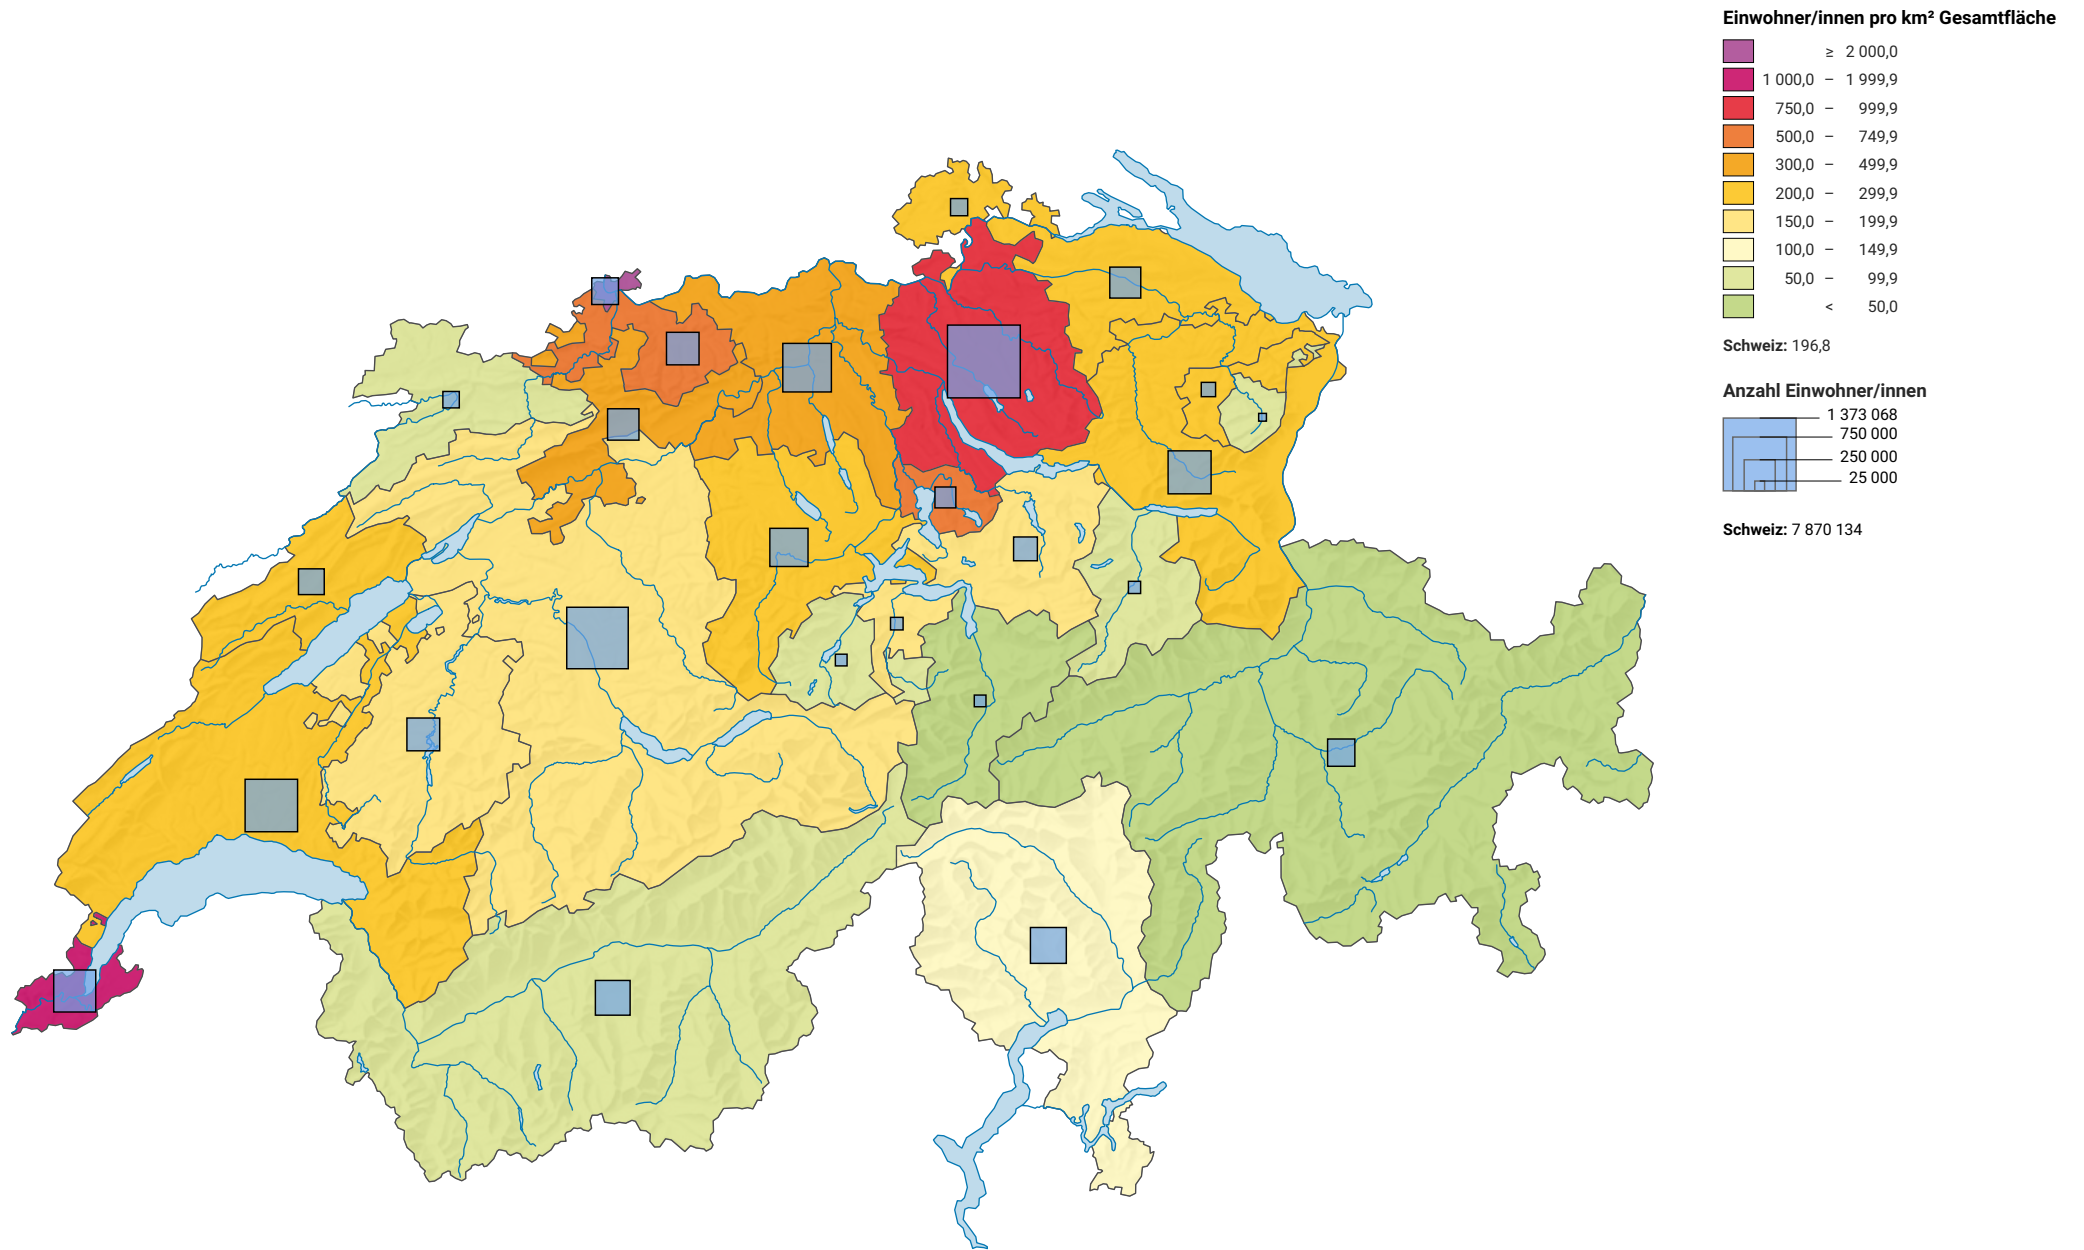 Einwohner/innen pro km² Gesamtfläche
≥ 2 000,0
1 000,0 – 1 999,9
750,0 – 999,9
500,0 – 749,9
300,0 – 499,9
200,0 – 299,9
150,0 – 199,9
100,0 – 149,9
50,0 – 99,9
< 50,0
Schweiz: 196,8
Anzahl Einwohner/innen
1 373 068
750 000
250 000
25 000
Schweiz: 7 870 134